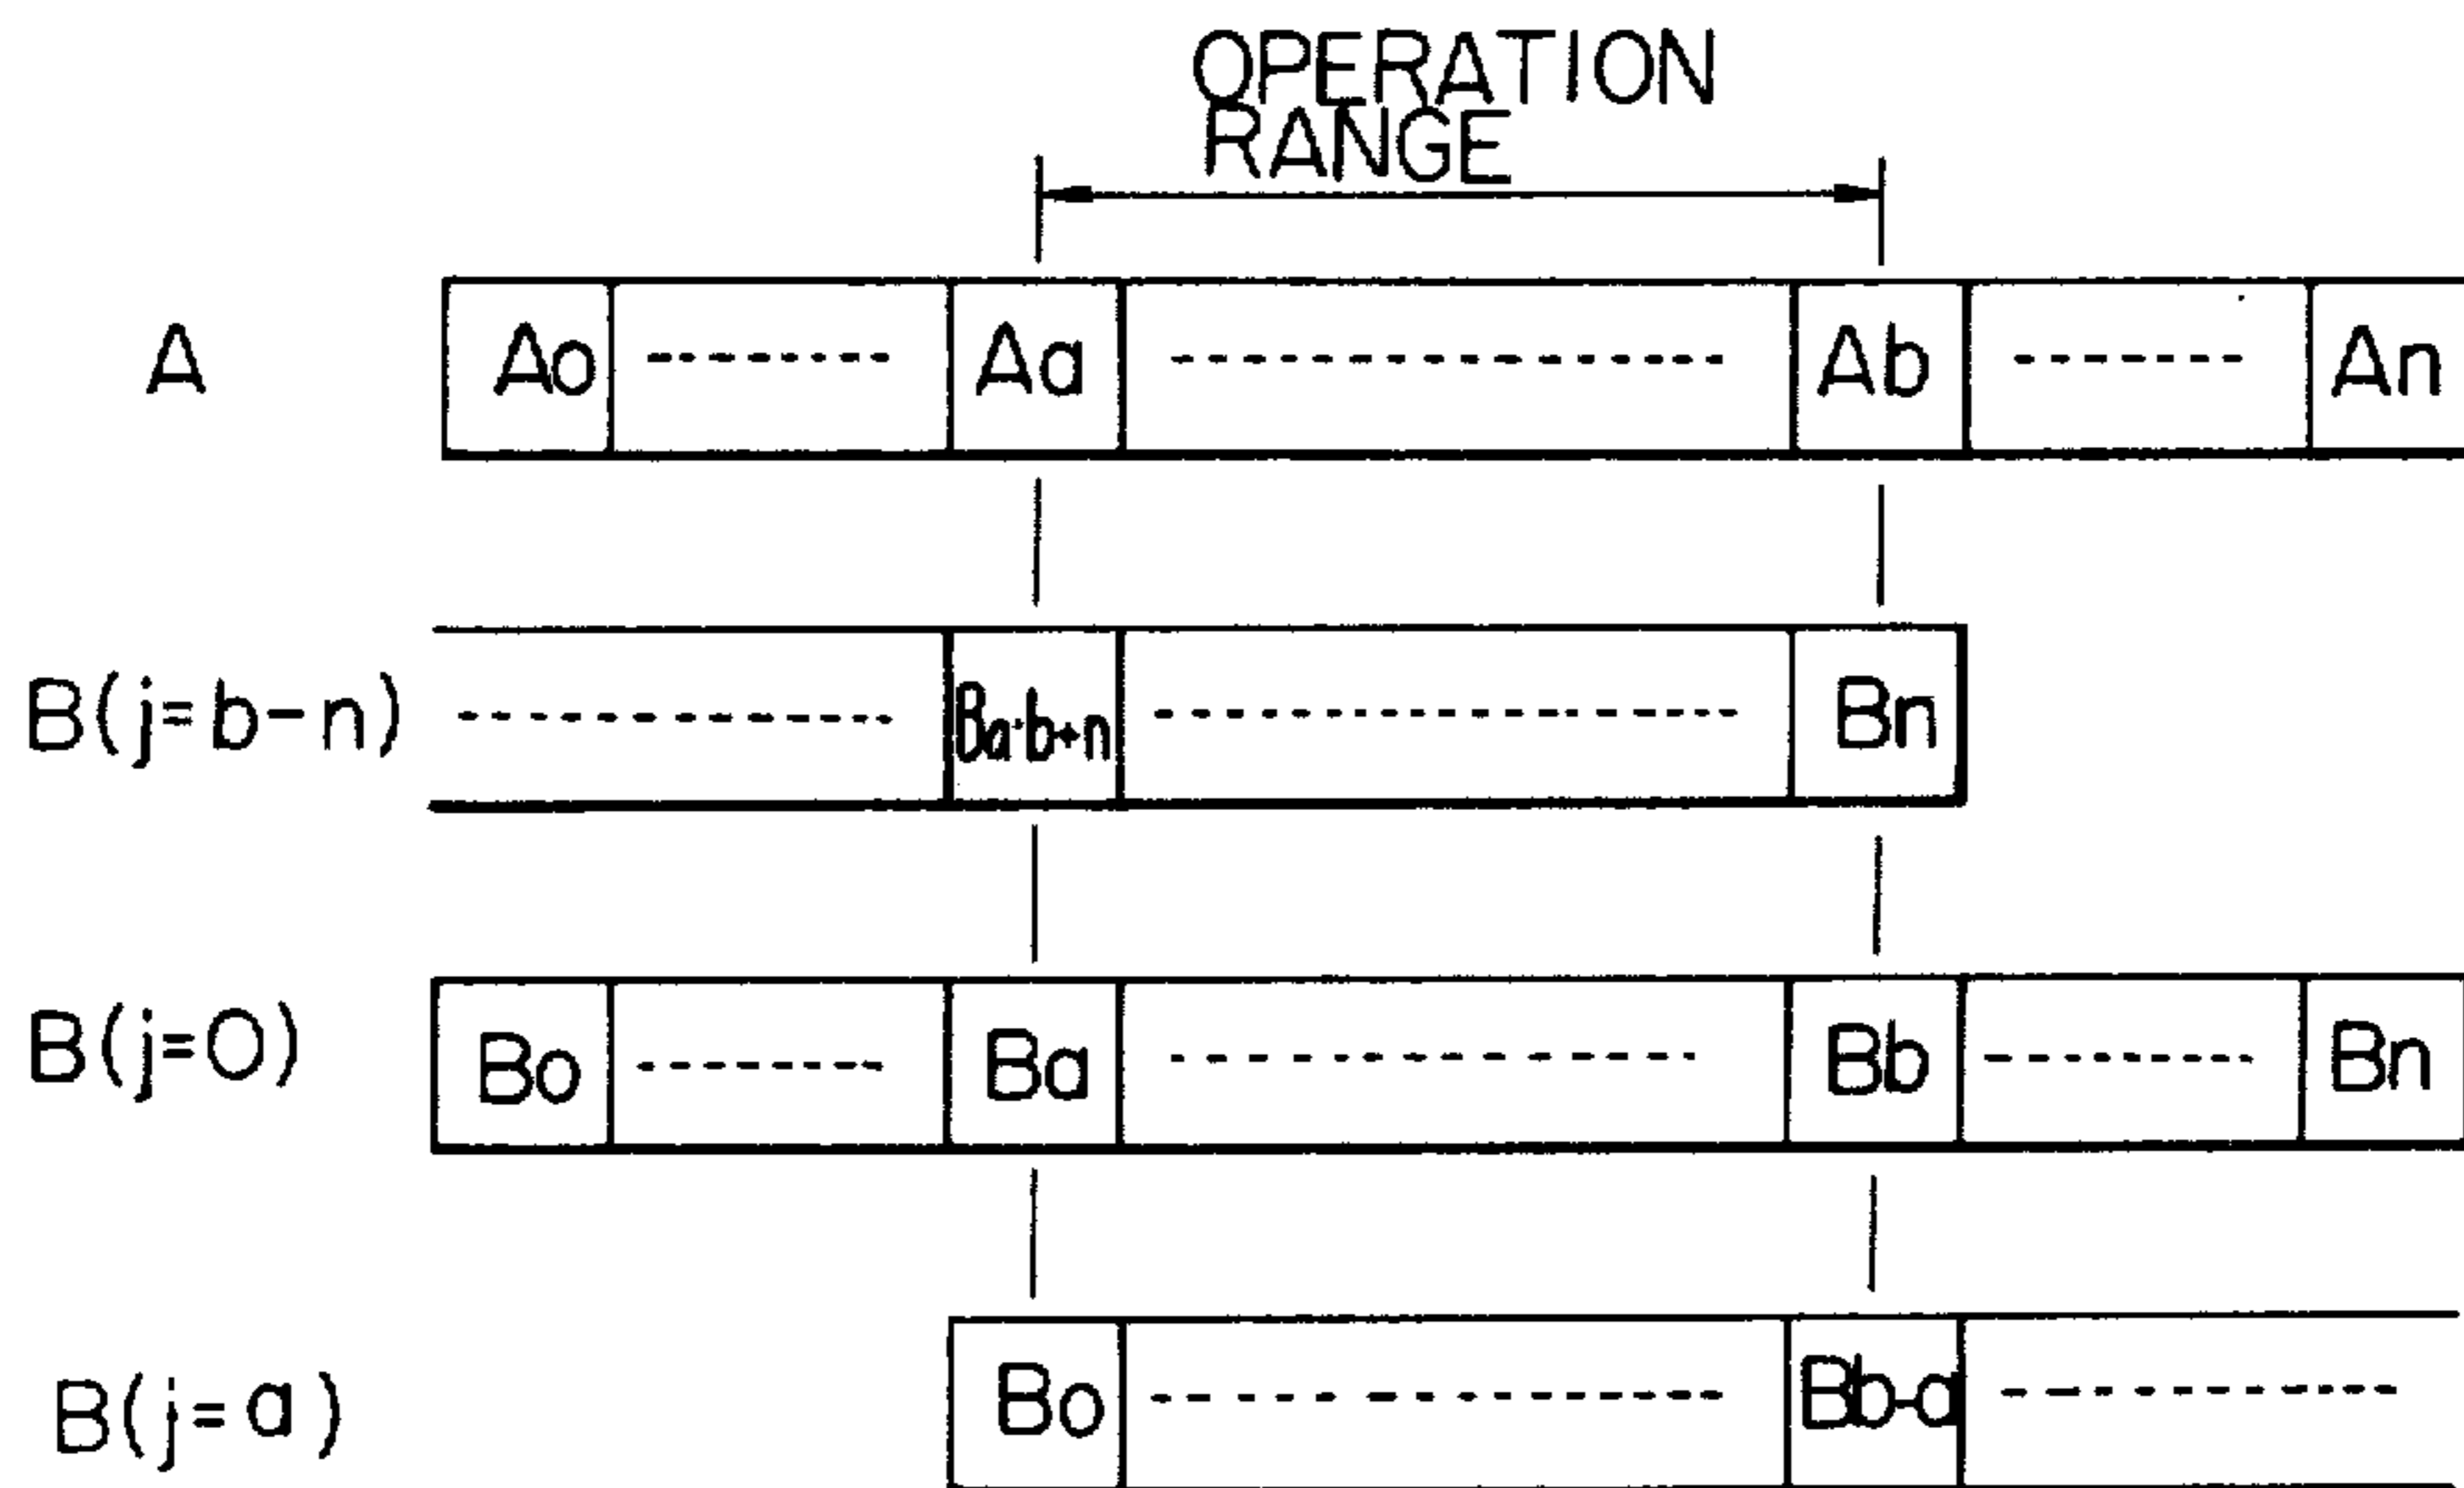 OPERATION
RANGE
A Ao Aa Ab An
B(j=b-n) Ba-b+n Bn
B(j=0) Bo Ba Bb Bn
B(j=a) Bo Bb-a